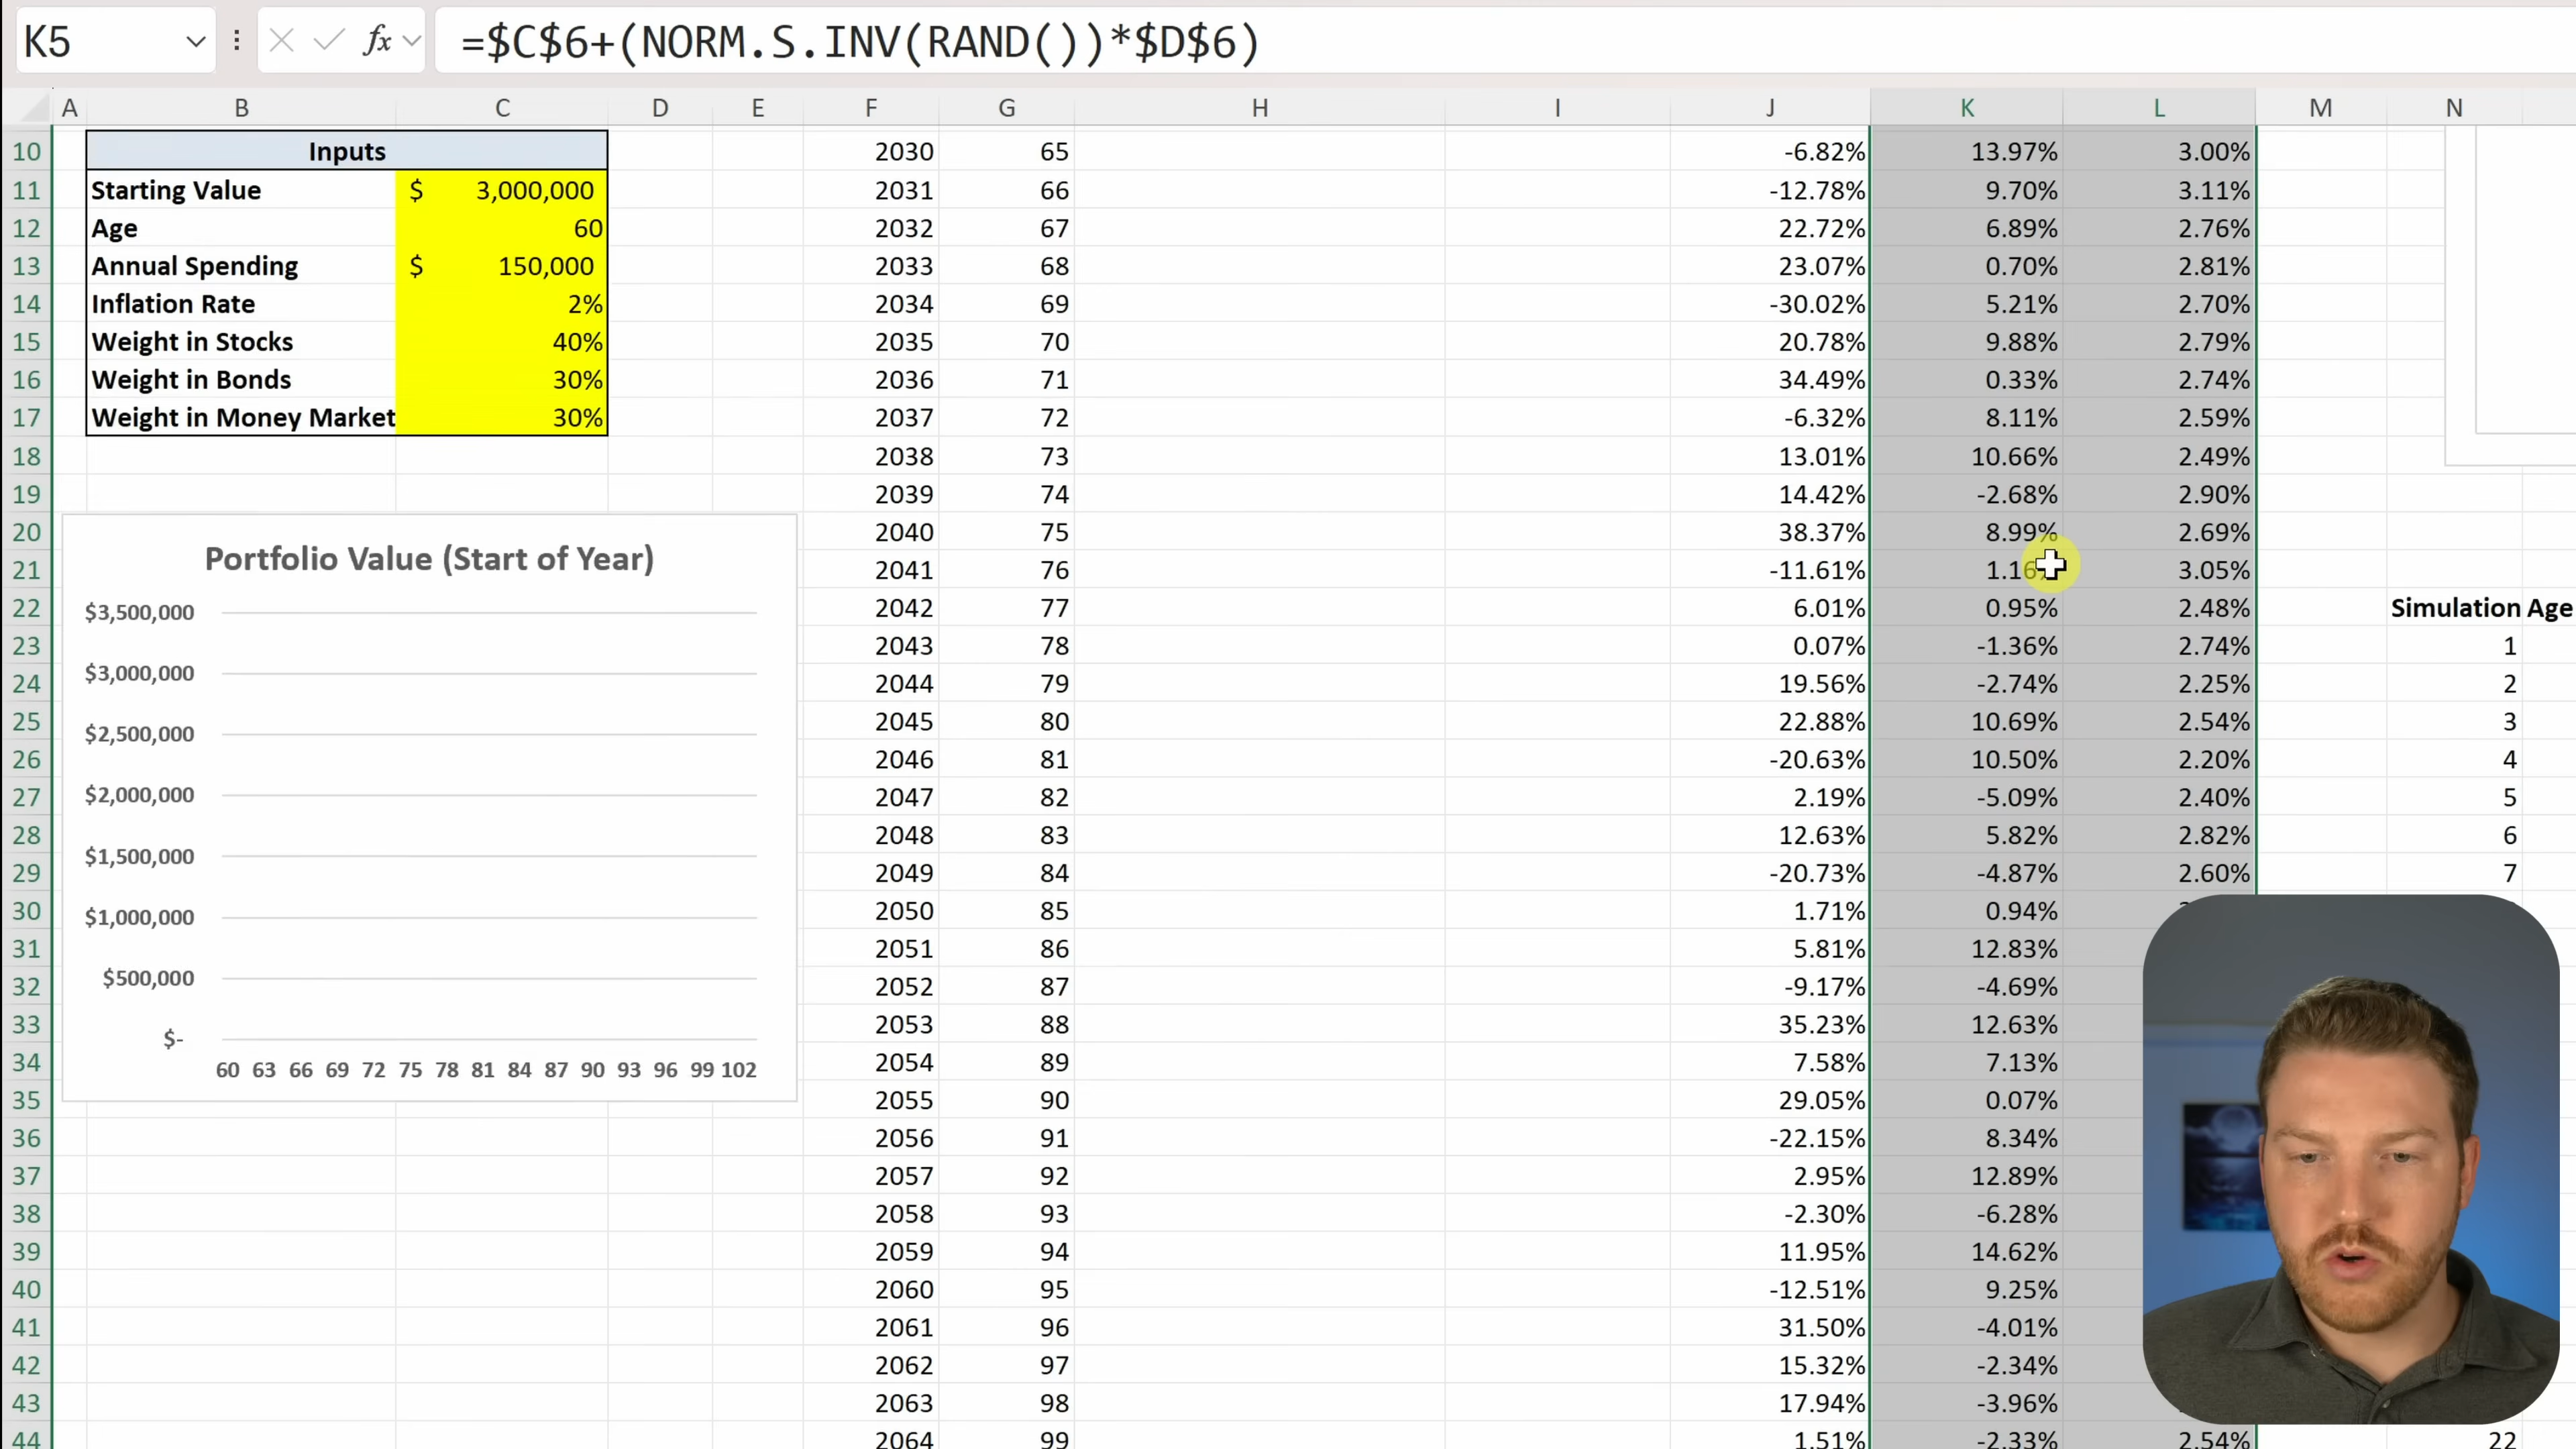 K5 fx =$C$6+(NORM.S.INV(RAND())*$D$6)
A B C D E F G H I J K L M N
10 Inputs 2030 65 -6.82% 13.97% 3.00%
11 Starting Value $ 3,000,000 2031 66 -12.78% 9.70% 3.11%
12 Age 60 2032 67 22.72% 6.89% 2.76%
13 Annual Spending $ 150,000 2033 68 23.07% 0.70% 2.81%
14 Inflation Rate 2% 2034 69 -30.02% 5.21% 2.70%
15 Weight in Stocks 40% 2035 70 20.78% 9.88% 2.79%
16 Weight in Bonds 30% 2036 71 34.49% 0.33% 2.74%
17 Weight in Money Market 30% 2037 72 -6.32% 8.11% 2.59%
18 2038 73 13.01% 10.66% 2.49%
19 2039 74 14.42% -2.68% 2.90%
20 2040 75 38.37% 8.99% 2.69%
21 2041 76 -11.61% 1.16% 3.05%
22 2042 77 6.01% 0.95% 2.48% Simulation Age
23 2043 78 0.07% -1.36% 2.74% 1
24 2044 79 19.56% -2.74% 2.25% 2
25 2045 80 22.88% 10.69% 2.54% 3
26 2046 81 -20.63% 10.50% 2.20% 4
27 2047 82 2.19% -5.09% 2.40% 5
28 2048 83 12.63% 5.82% 2.82% 6
29 2049 84 -20.73% -4.87% 2.60% 7
30 2050 85 1.71% 0.94%
31 2051 86 5.81% 12.83%
32 2052 87 -9.17% -4.69%
33 2053 88 35.23% 12.63%
34 2054 89 7.58% 7.13%
35 2055 90 29.05% 0.07%
36 2056 91 -22.15% 8.34%
37 2057 92 2.95% 12.89%
38 2058 93 -2.30% -6.28%
39 2059 94 11.95% 14.62%
40 2060 95 -12.51% 9.25%
41 2061 96 31.50% -4.01%
42 2062 97 15.32% -2.34%
43 2063 98 17.94% -3.96%
44 2064 99 1.51% -2.33% 2.54% 22
Portfolio Value (Start of Year)
$3,500,000
$3,000,000
$2,500,000
$2,000,000
$1,500,000
$1,000,000
$500,000
$-
60 63 66 69 72 75 78 81 84 87 90 93 96 99 102